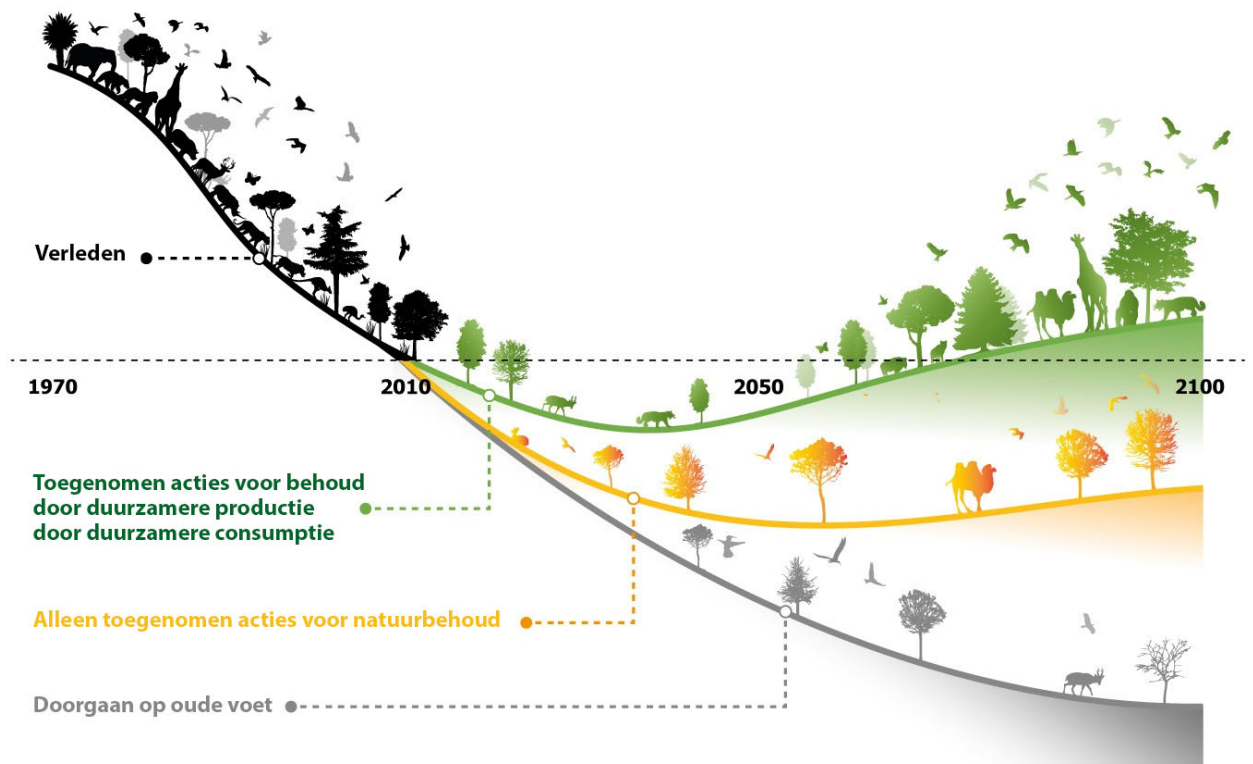 Verleden
1970
2010
2050
2100
Toegenomen acties voor behoud
door duurzamere productie
door duurzamere consumptie
Alleen toegenomen acties voor natuurbehoud
Doorgaan op oude voet